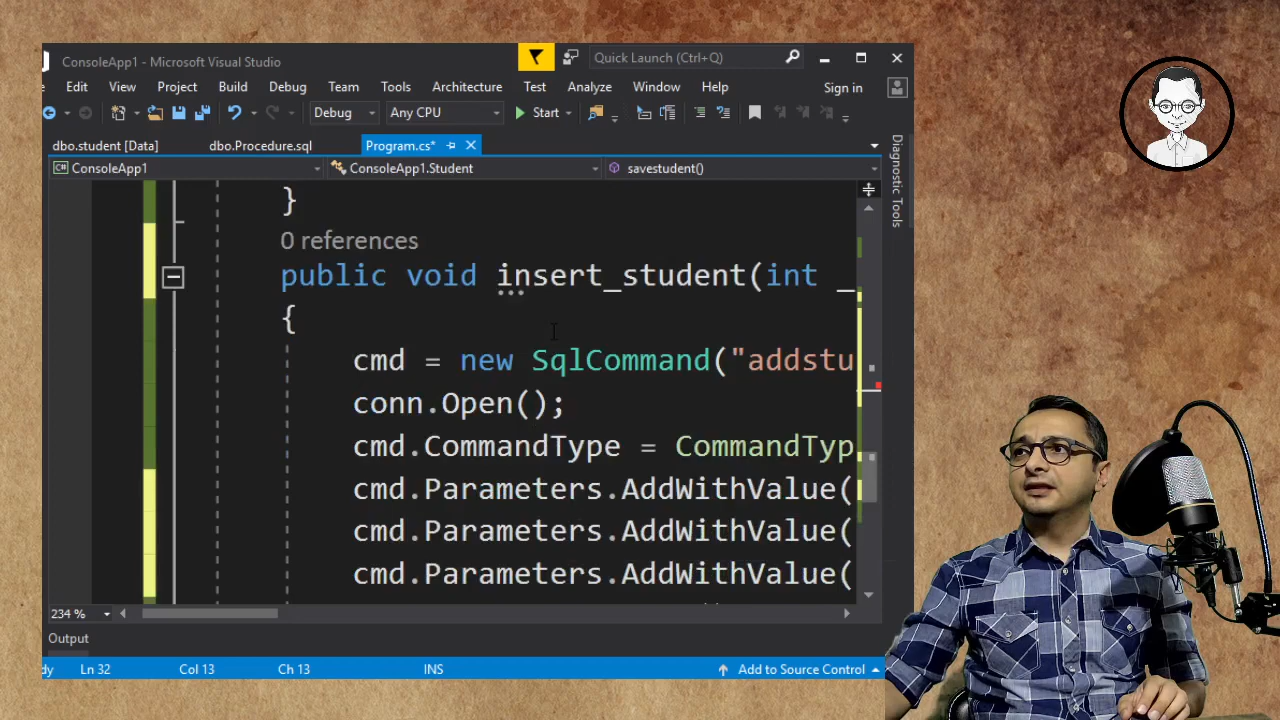 ConsoleApp1 - Microsoft Visual Studio
Quick Launch (Ctrl+Q)
Edit View Project Build Debug Team Tools Architecture Test Analyze Window Help Sign in
Debug Any CPU Start
dbo.student [Data] dbo.Procedure.sql Program.cs*
ConsoleApp1 ConsoleApp1.Student savestudent()
Diagnostic Tools
}
0 references
public void insert_student(int _
{
cmd = new SqlCommand("addstu
conn.Open();
cmd.CommandType = CommandTyp
cmd.Parameters.AddWithValue(
cmd.Parameters.AddWithValue(
cmd.Parameters.AddWithValue(
234 %
Output
dy Ln 32 Col 13 Ch 13 INS Add to Source Control